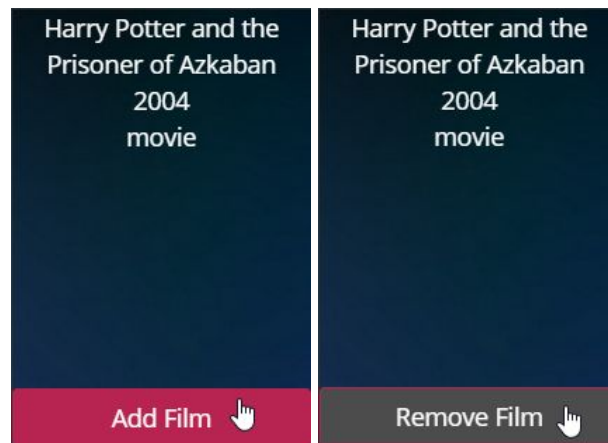 Harry Potter and the
Prisoner of Azkaban
2004
movie
Add Film
Harry Potter and the
Prisoner of Azkaban
2004
movie
Remove Film